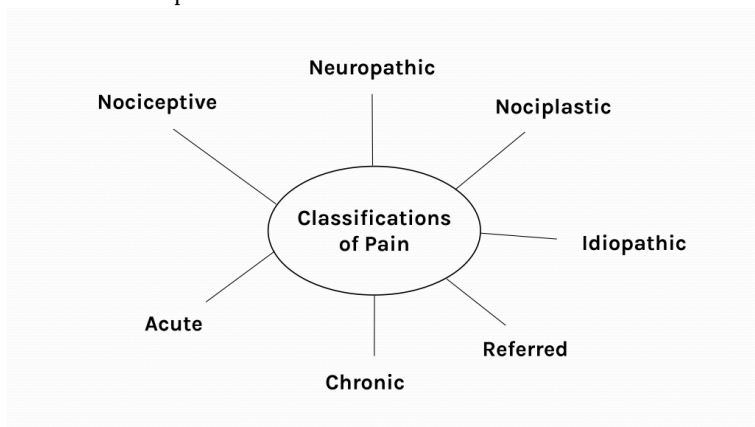 Neuropathic
Nociceptive
Nociplastic
Classifications
of Pain
Idiopathic
Acute
Referred
Chronic